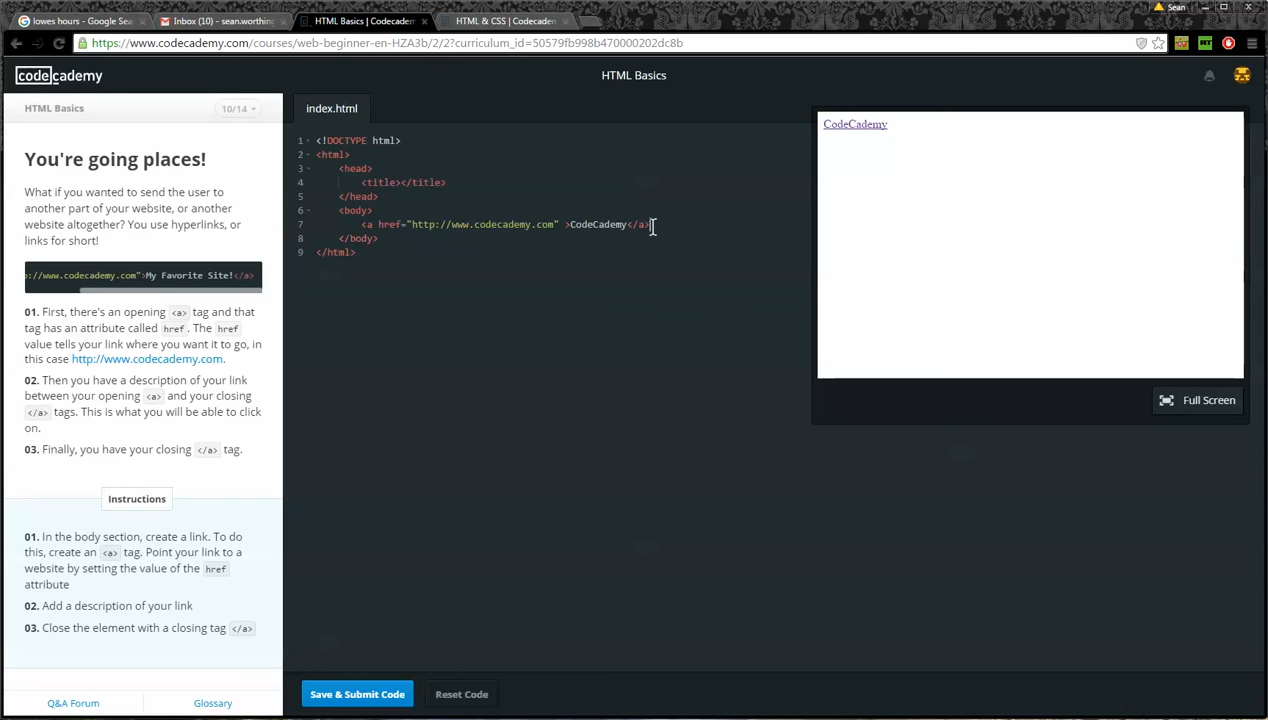 lowes hours - Google Sea
Inbox (10) - sean.worthing
HTML Basics | Codecadem
HTML & CSS | Codecadem
Sean
https://www.codecademy.com/courses/web-beginner-en-HZA3b/2/2?curriculum_id=50579fb998b470000202dc8b
codecademy
HTML Basics
HTML Basics
10/14
You're going places!
What if you wanted to send the user to
another part of your website, or another
website altogether? You use hyperlinks, or
links for short!
p://www.codecademy.com">My Favorite Site!</a>
01. First, there's an opening <a> tag and that
tag has an attribute called href. The href
value tells your link where you want it to go, in
this case http://www.codecademy.com.
02. Then you have a description of your link
between your opening <a> and your closing
</a> tags. This is what you will be able to click
on.
03. Finally, you have your closing </a> tag.
Instructions
01. In the body section, create a link. To do
this, create an <a> tag. Point your link to a
website by setting the value of the href
attribute
02. Add a description of your link
03. Close the element with a closing tag </a>
Q&A Forum
Glossary
index.html
1 <!DOCTYPE html>
2 <html>
3 <head>
4 <title></title>
5 </head>
6 <body>
7 <a href="http://www.codecademy.com" >CodeCademy</a>
8 </body>
9 </html>
Save & Submit Code
Reset Code
CodeCademy
Full Screen